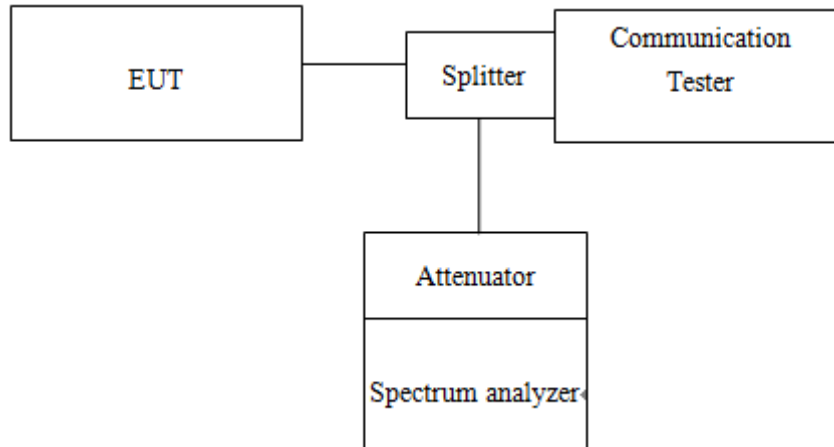 EUT
Splitter
Communication
Tester
Attenuator
Spectrum analyzer